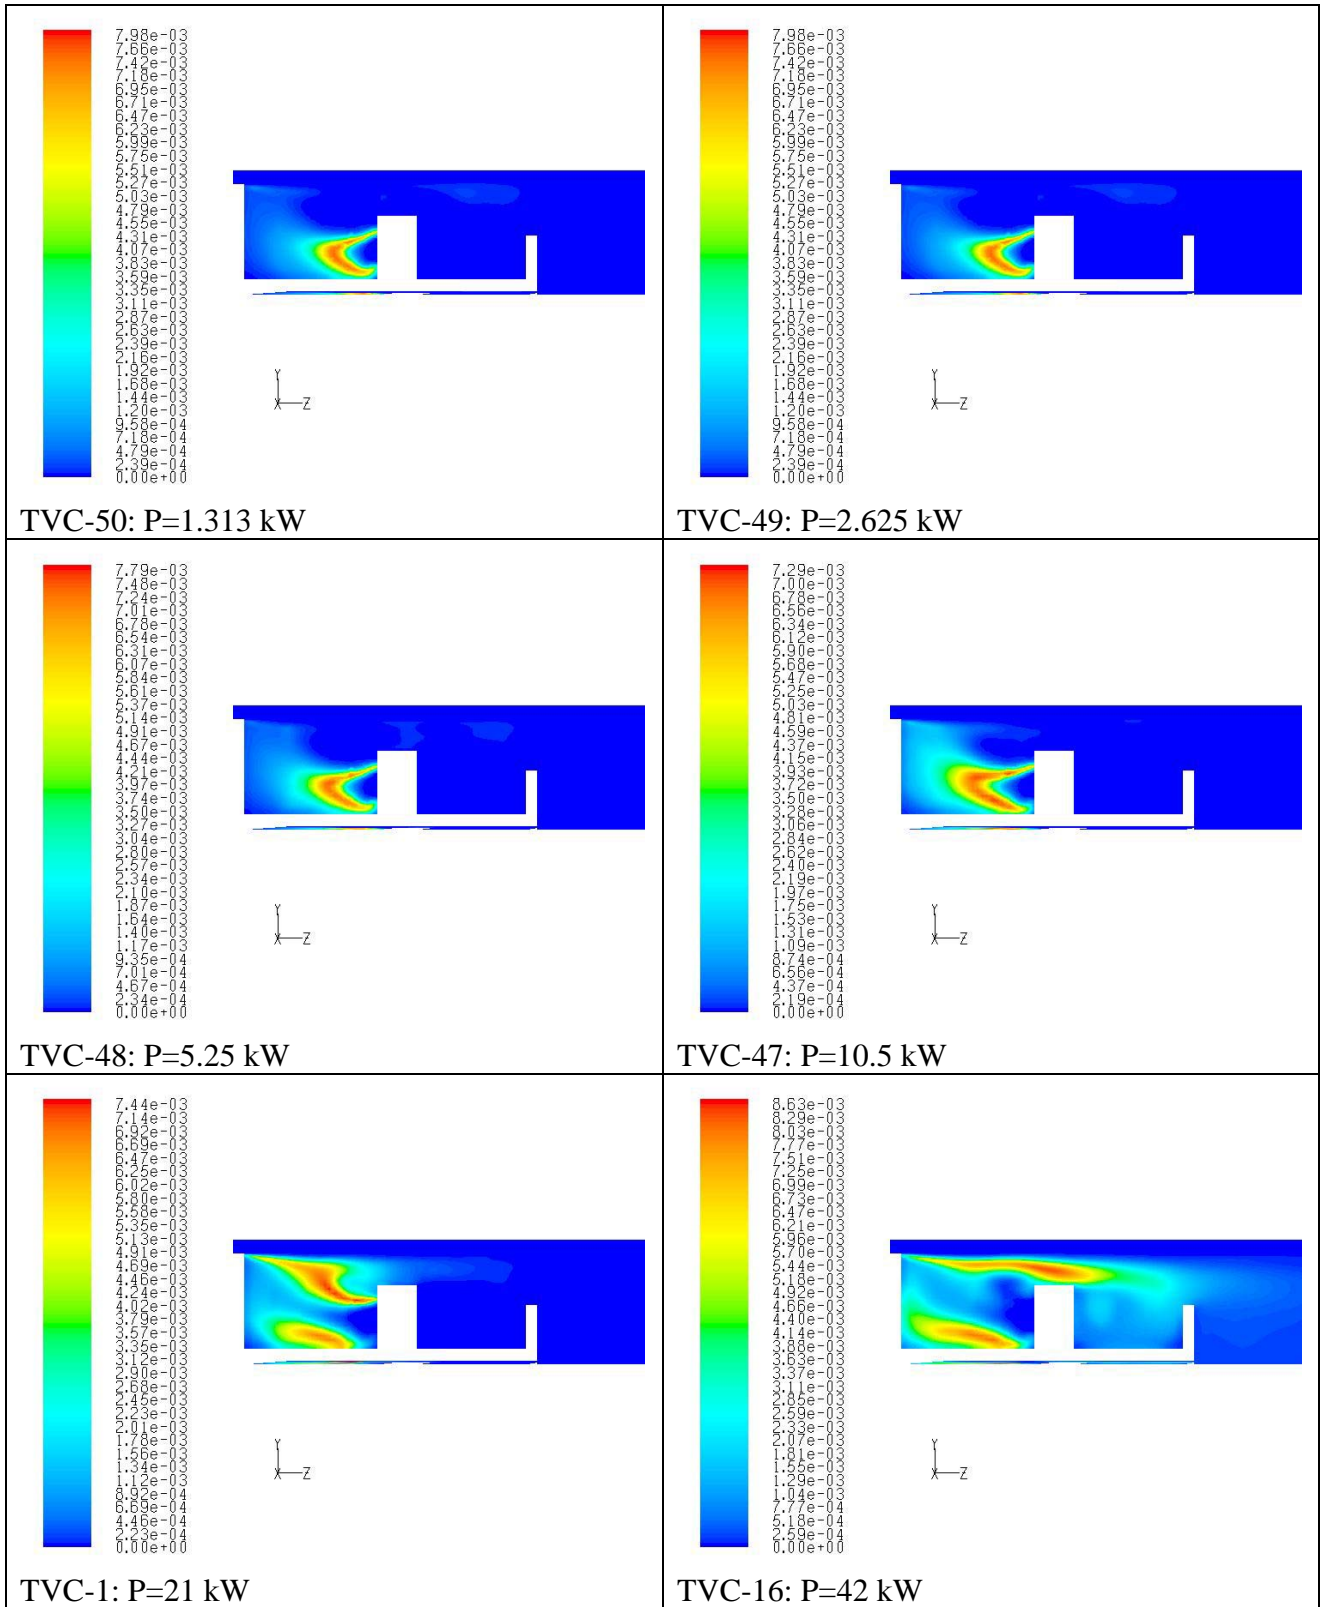 7.98e-03
7.66e-03
7.42e-03
7.18e-03
6.95e-03
6.71e-03
6.47e-03
6.23e-03
5.99e-03
5.75e-03
5.51e-03
5.27e-03
5.03e-03
4.79e-03
4.55e-03
4.31e-03
4.07e-03
3.83e-03
3.59e-03
3.35e-03
3.11e-03
2.87e-03
2.63e-03
2.39e-03
2.16e-03
1.92e-03
1.68e-03
1.44e-03
1.20e-03
9.58e-04
7.18e-04
4.79e-04
2.39e-04
0.00e+00
Y
X Z
TVC-50: P=1.313 kW
7.98e-03
7.66e-03
7.42e-03
7.18e-03
6.95e-03
6.71e-03
6.47e-03
6.23e-03
5.99e-03
5.75e-03
5.51e-03
5.27e-03
5.03e-03
4.79e-03
4.55e-03
4.31e-03
4.07e-03
3.83e-03
3.59e-03
3.35e-03
3.11e-03
2.87e-03
2.63e-03
2.39e-03
2.16e-03
1.92e-03
1.68e-03
1.44e-03
1.20e-03
9.58e-04
7.18e-04
4.79e-04
2.39e-04
0.00e+00
Y
X Z
TVC-49: P=2.625 kW
7.79e-03
7.48e-03
7.24e-03
7.01e-03
6.78e-03
6.54e-03
6.31e-03
6.07e-03
5.84e-03
5.61e-03
5.37e-03
5.14e-03
4.91e-03
4.67e-03
4.44e-03
4.21e-03
3.97e-03
3.74e-03
3.50e-03
3.27e-03
3.04e-03
2.80e-03
2.57e-03
2.34e-03
2.10e-03
1.87e-03
1.64e-03
1.40e-03
1.17e-03
9.35e-04
7.01e-04
4.67e-04
2.34e-04
0.00e+00
Y
X Z
TVC-48: P=5.25 kW
7.29e-03
7.00e-03
6.78e-03
6.56e-03
6.34e-03
6.12e-03
5.90e-03
5.68e-03
5.47e-03
5.25e-03
5.03e-03
4.81e-03
4.59e-03
4.37e-03
4.15e-03
3.93e-03
3.72e-03
3.50e-03
3.28e-03
3.06e-03
2.84e-03
2.62e-03
2.40e-03
2.19e-03
1.97e-03
1.75e-03
1.53e-03
1.31e-03
1.09e-03
8.74e-04
6.56e-04
4.37e-04
2.19e-04
0.00e+00
Y
X Z
TVC-47: P=10.5 kW
7.44e-03
7.14e-03
6.92e-03
6.69e-03
6.47e-03
6.25e-03
6.02e-03
5.80e-03
5.58e-03
5.35e-03
5.13e-03
4.91e-03
4.69e-03
4.46e-03
4.24e-03
4.02e-03
3.79e-03
3.57e-03
3.35e-03
3.12e-03
2.90e-03
2.68e-03
2.45e-03
2.23e-03
2.01e-03
1.78e-03
1.56e-03
1.34e-03
1.12e-03
8.92e-04
6.69e-04
4.46e-04
2.23e-04
0.00e+00
Y
X Z
TVC-1: P=21 kW
8.63e-03
8.29e-03
8.03e-03
7.77e-03
7.51e-03
7.25e-03
6.99e-03
6.73e-03
6.47e-03
6.21e-03
5.96e-03
5.70e-03
5.44e-03
5.18e-03
4.92e-03
4.66e-03
4.40e-03
4.14e-03
3.88e-03
3.63e-03
3.37e-03
3.11e-03
2.85e-03
2.59e-03
2.33e-03
2.07e-03
1.81e-03
1.55e-03
1.29e-03
1.04e-03
7.77e-04
5.18e-04
2.59e-04
0.00e+00
Y
X Z
TVC-16: P=42 kW